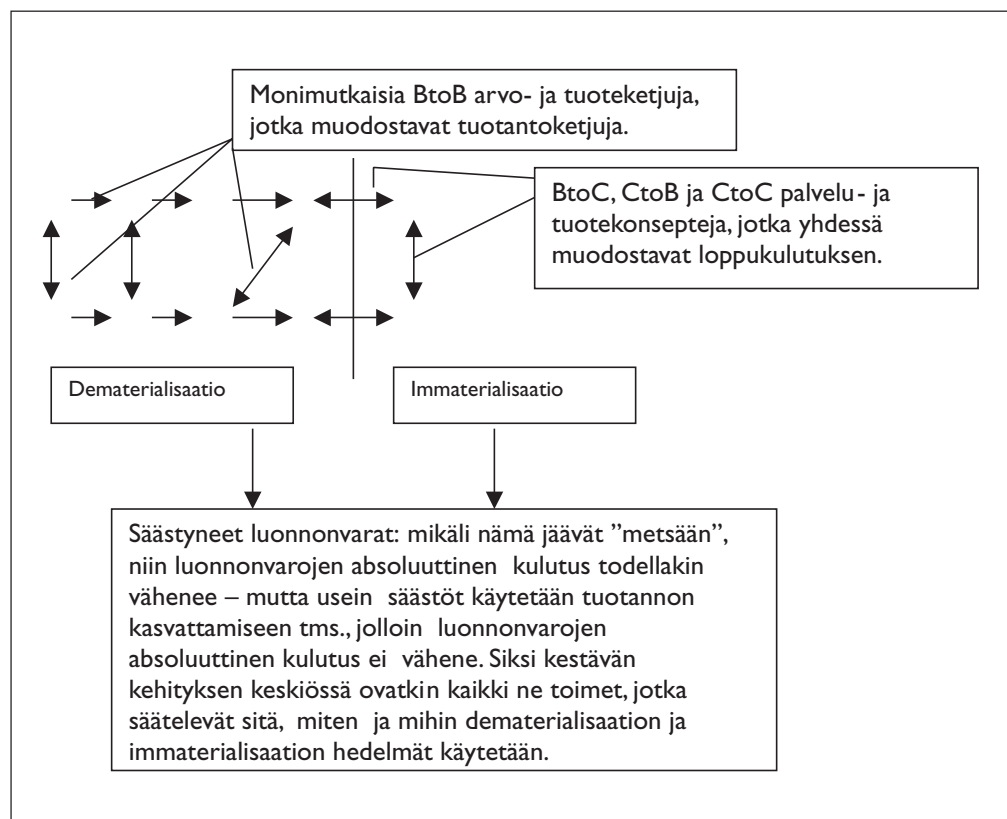 Monimutkaisia BtoB arvo- ja tuoteketjuja,
jotka muodostavat tuotantoketjuja.
BtoC, CtoB ja CtoC palvelu- ja
tuotekonsepteja, jotka yhdessä
muodostavat loppukulutuksen.
Dematerialisaatio
Immaterialisaatio
Säästyneet luonnonvarat: mikäli nämä jäävät ”metsään”,
niin luonnonvarojen absoluuttinen kulutus todellakin
vähenee – mutta usein säästöt käytetään tuotannon
kasvattamiseen tms., jolloin luonnonvarojen
absoluuttinen kulutus ei vähene. Siksi kestävän
kehityksen keskiössä ovatkin kaikki ne toimet, jotka
säätelevät sitä, miten ja mihin dematerialisaation ja
immaterialisaation hedelmät käytetään.